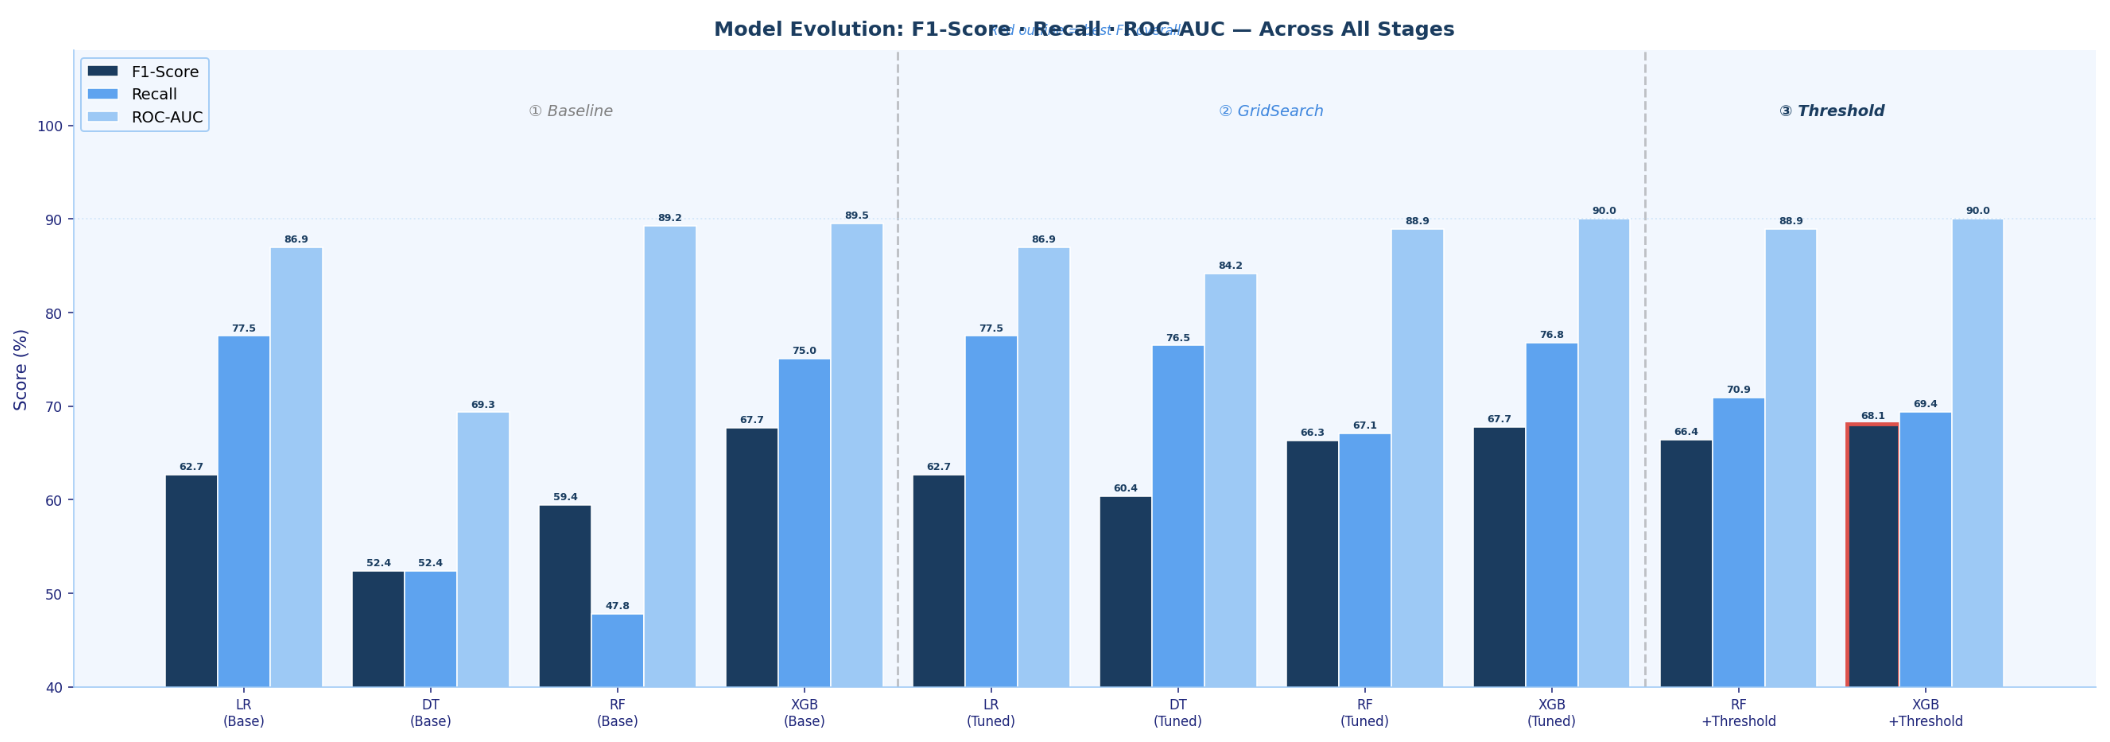 Model Evolution: F1-Score · Recall · ROC-AUC — Across All Stages
F1-Score
Recall
ROC-AUC
① Baseline
② GridSearch
③ Threshold
Score (%)
100
90
80
70
60
50
40
62.7
77.5
86.9
52.4
52.4
69.3
59.4
47.8
89.2
67.7
75.0
89.5
62.7
77.5
86.9
60.4
76.5
84.2
66.3
67.1
88.9
67.7
76.8
90.0
66.4
70.9
88.9
68.1
69.4
90.0
LR
(Base)
DT
(Base)
RF
(Base)
XGB
(Base)
LR
(Tuned)
DT
(Tuned)
RF
(Tuned)
XGB
(Tuned)
RF
+Threshold
XGB
+Threshold